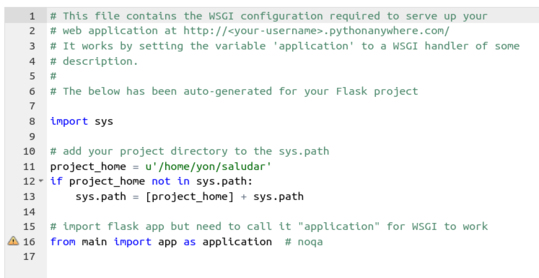 1 # This file contains the WSGI configuration required to serve up your
2 # web application at http://<your-username>.pythonanywhere.com/
3 # It works by setting the variable 'application' to a WSGI handler of some
4 # description.
5 #
6 # The below has been auto-generated for your Flask project
7
8 import sys
9
10 # add your project directory to the sys.path
11 project_home = u'/home/yon/saludar'
12 if project_home not in sys.path:
13     sys.path = [project_home] + sys.path
14
15 # import flask app but need to call it "application" for WSGI to work
16 from main import app as application  # noqa
17